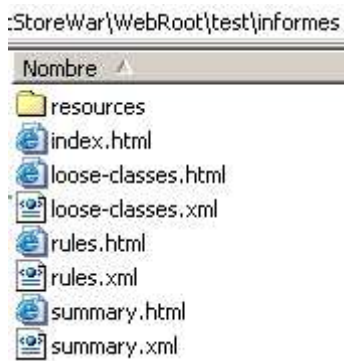 :StoreWar\WebRoot\test\informes
Nombre
resources
index.html
loose-classes.html
loose-classes.xml
rules.html
rules.xml
summary.html
summary.xml